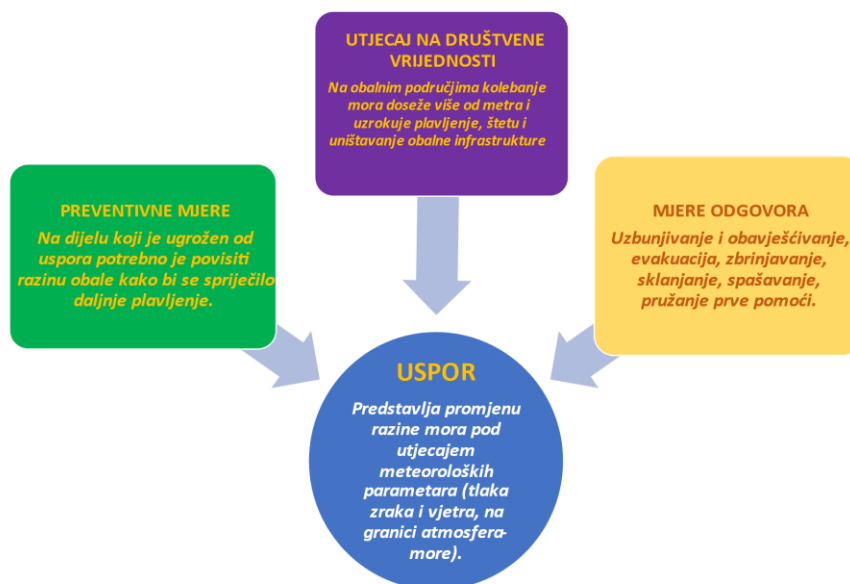 UTJECAJ NA DRUŠTVENE
VRIJEDNOSTI
Na obalnim područjima kolebanje
mora doseže više od metra i
uzrokuje plavljenje, štetu i
uništavanje obalne infrastrukture
PREVENTIVNE MJERE
Na dijelu koji je ugrožen od
uspora potrebno je povisiti
razinu obale kako bi se spriječilo
daljnje plavljenje.
MJERE ODGOVORA
Uzbunjivanje i obavješćivanje,
evakuacija, zbrinjavanje,
sklanjanje, spašavanje,
pružanje prve pomoći.
USPOR
Predstavlja promjenu
razine mora pod
utjecajem
meteoroloških
parametara (tlaka
zraka i vjetra, na
granici atmosfera-
more).